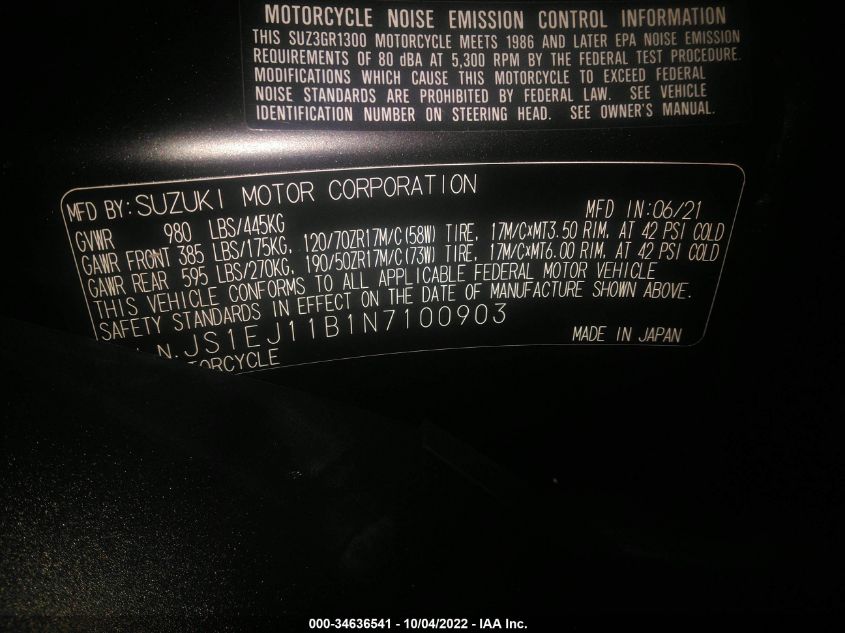 MOTORCYCLE NOISE EMISSION CONTROL INFORMATION
THIS SUZ3GR1300 MOTORCYCLE MEETS 1986 AND LATER EPA NOISE EMISSION
REQUIREMENTS OF 80 dBA AT 5,300 RPM BY THE FEDERAL TEST PROCEDURE.
MODIFICATIONS WHICH CAUSE THIS MOTORCYCLE TO EXCEED FEDERAL
NOISE STANDARDS ARE PROHIBITED BY FEDERAL LAW. SEE VEHICLE
IDENTIFICATION NUMBER ON STEERING HEAD. SEE OWNER'S MANUAL.
MFD BY: SUZUKI MOTOR CORPORATION
MFD IN: 06/21
GVWR 980 LBS/445KG
GAWR FRONT 385 LBS/175KG, 120/70ZR17M/C(58W) TIRE, 17M/C×MT3.50 RIM, AT 42 PSI COLD
GAWR REAR 595 LBS/270KG, 190/50ZR17M/C(73W) TIRE, 17M/C×MT6.00 RIM, AT 42 PSI COLD
THIS VEHICLE CONFORMS TO ALL APPLICABLE FEDERAL MOTOR VEHICLE
SAFETY STANDARDS IN EFFECT ON THE DATE OF MANUFACTURE SHOWN ABOVE.
N. JS1EJ11B1N7100903
MADE IN JAPAN
ORCYCLE
000-34636541 - 10/04/2022 - IAA Inc.